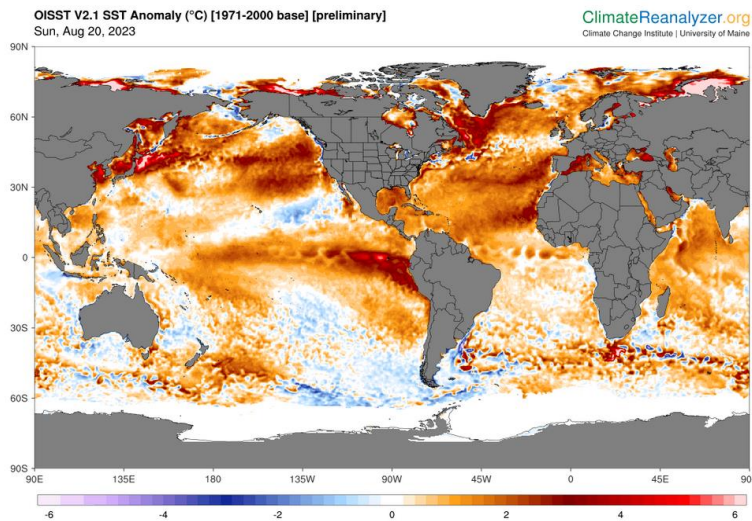 OISST V2.1 SST Anomaly (°C) [1971-2000 base] [preliminary]
Sun, Aug 20, 2023
ClimateReanalyzer.org
Climate Change Institute | University of Maine
90N
60N
30N
0
30S
60S
90S
90E 135E 180 135W 90W 45W 0 45E 90
-6 -4 -2 0 2 4 6